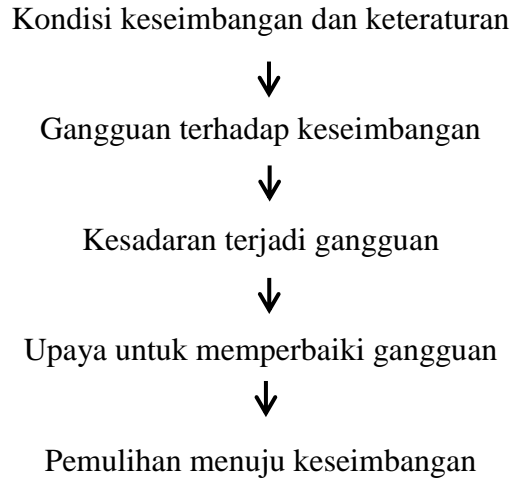 Kondisi keseimbangan dan keteraturan
Gangguan terhadap keseimbangan
Kesadaran terjadi gangguan
Upaya untuk memperbaiki gangguan
Pemulihan menuju keseimbangan